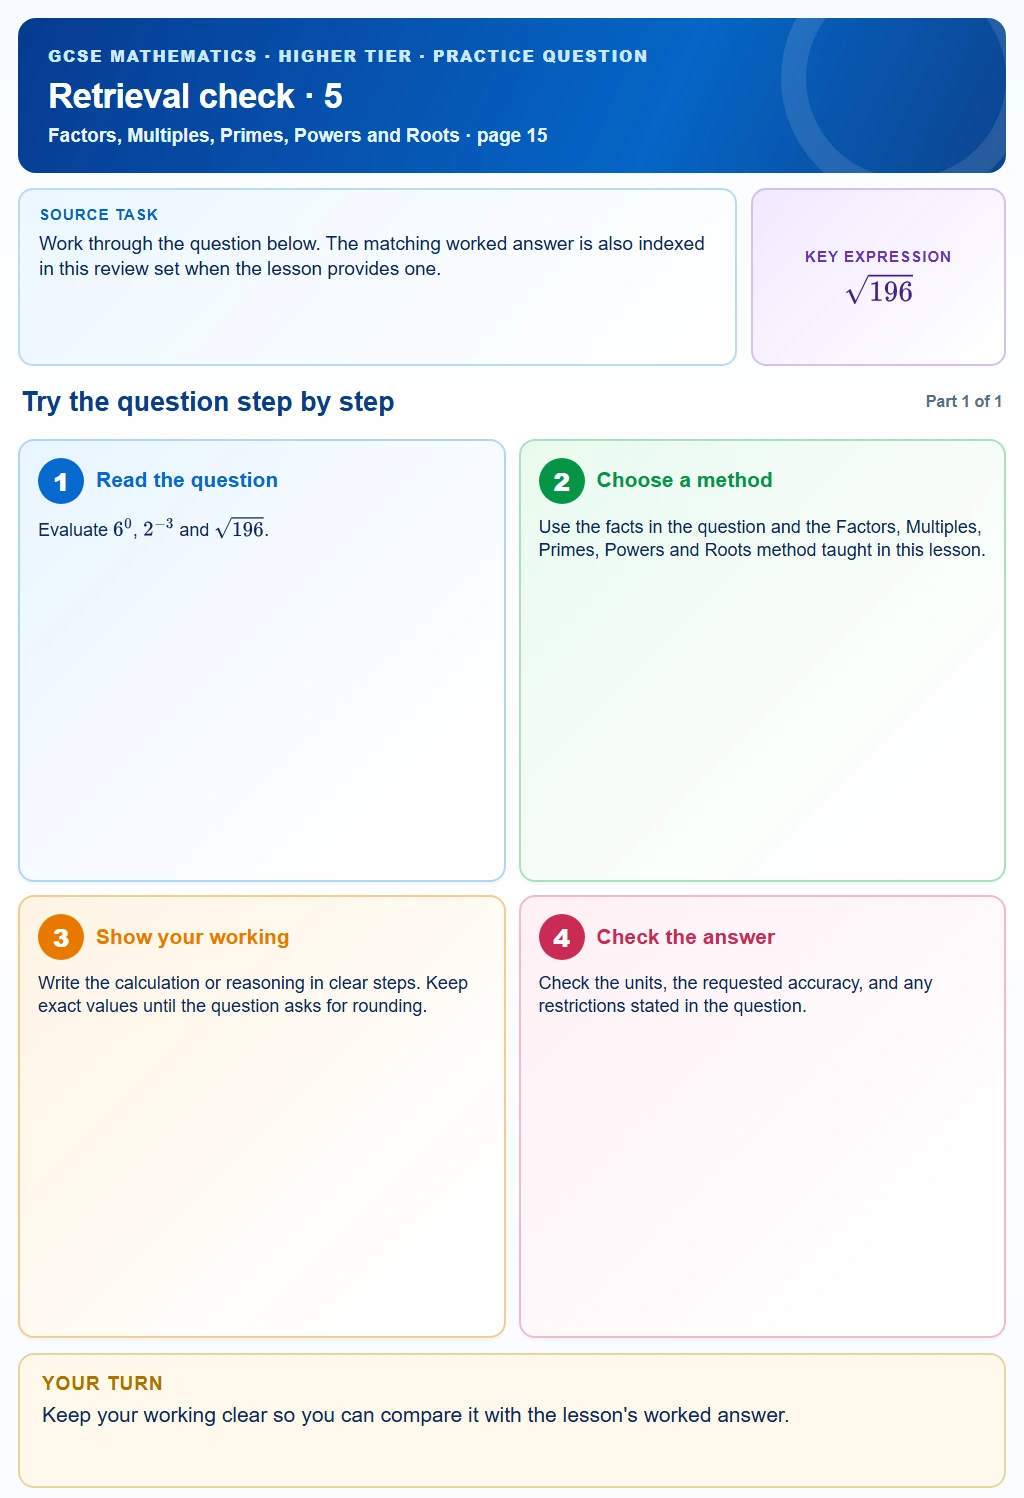 GCSE MATHEMATICS · HIGHER TIER · PRACTICE QUESTION
Retrieval check · 5
Factors, Multiples, Primes, Powers and Roots · page 15
SOURCE TASK
Work through the question below. The matching worked answer is also indexed
in this review set when the lesson provides one.
KEY EXPRESSION
√196
Try the question step by step
Part 1 of 1
1 Read the question
Evaluate 6⁰, 2⁻³ and √196.
2 Choose a method
Use the facts in the question and the Factors, Multiples,
Primes, Powers and Roots method taught in this lesson.
3 Show your working
Write the calculation or reasoning in clear steps. Keep
exact values until the question asks for rounding.
4 Check the answer
Check the units, the requested accuracy, and any
restrictions stated in the question.
YOUR TURN
Keep your working clear so you can compare it with the lesson's worked answer.